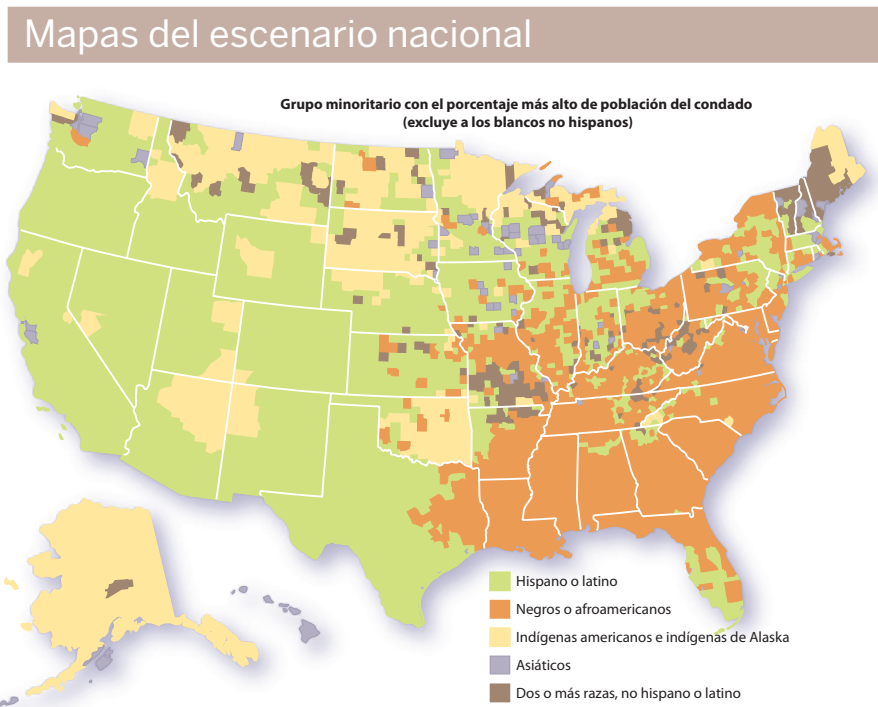 Mapas del escenario nacional
Grupo minoritario con el porcentaje más alto de población del condado
(excluye a los blancos no hispanos)
Hispano o latino
Negros o afroamericanos
Indígenas americanos e indígenas de Alaska
Asiáticos
Dos o más razas, no hispano o latino